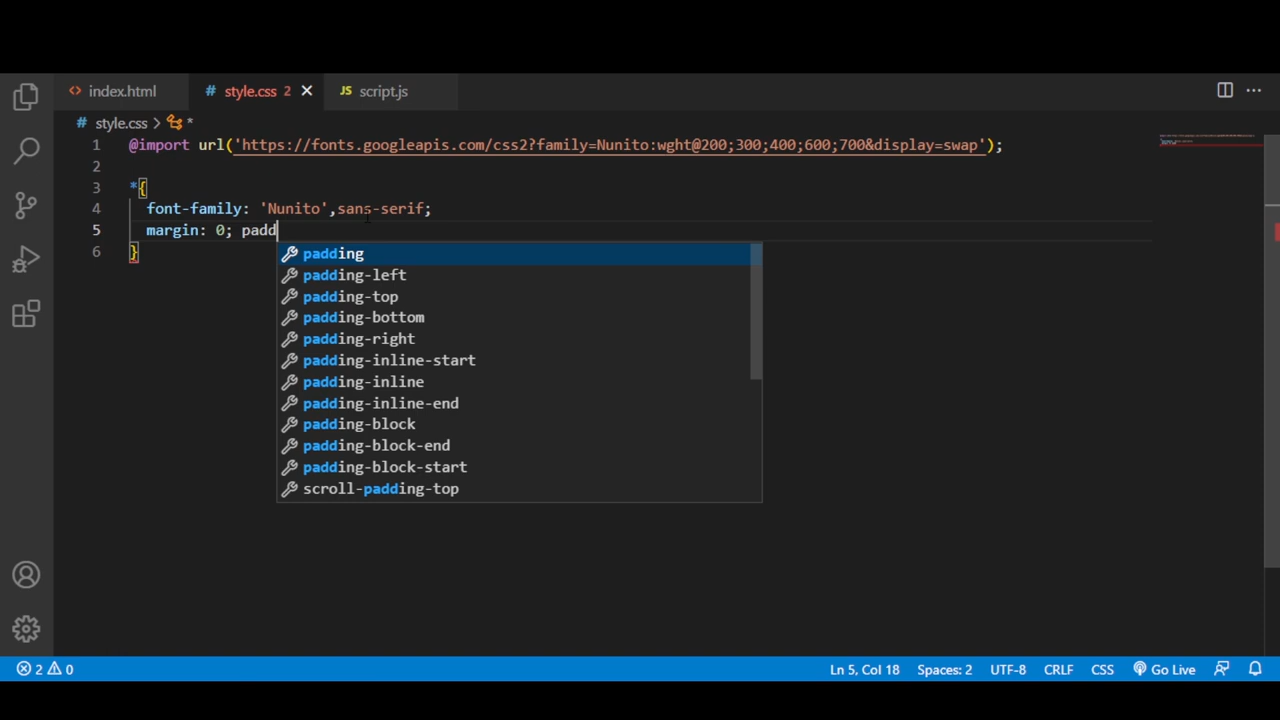 index.html
style.css 2
JS script.js
# style.css > *
1 @import url('https://fonts.googleapis.com/css2?family=Nunito:wght@200;300;400;600;700&display=swap');
2
3 *{
4 font-family: 'Nunito',sans-serif;
5 margin: 0; padd
6 }
padding
padding-left
padding-top
padding-bottom
padding-right
padding-inline-start
padding-inline
padding-inline-end
padding-block
padding-block-end
padding-block-start
scroll-padding-top
2 0 Ln 5, Col 18 Spaces: 2 UTF-8 CRLF CSS Go Live